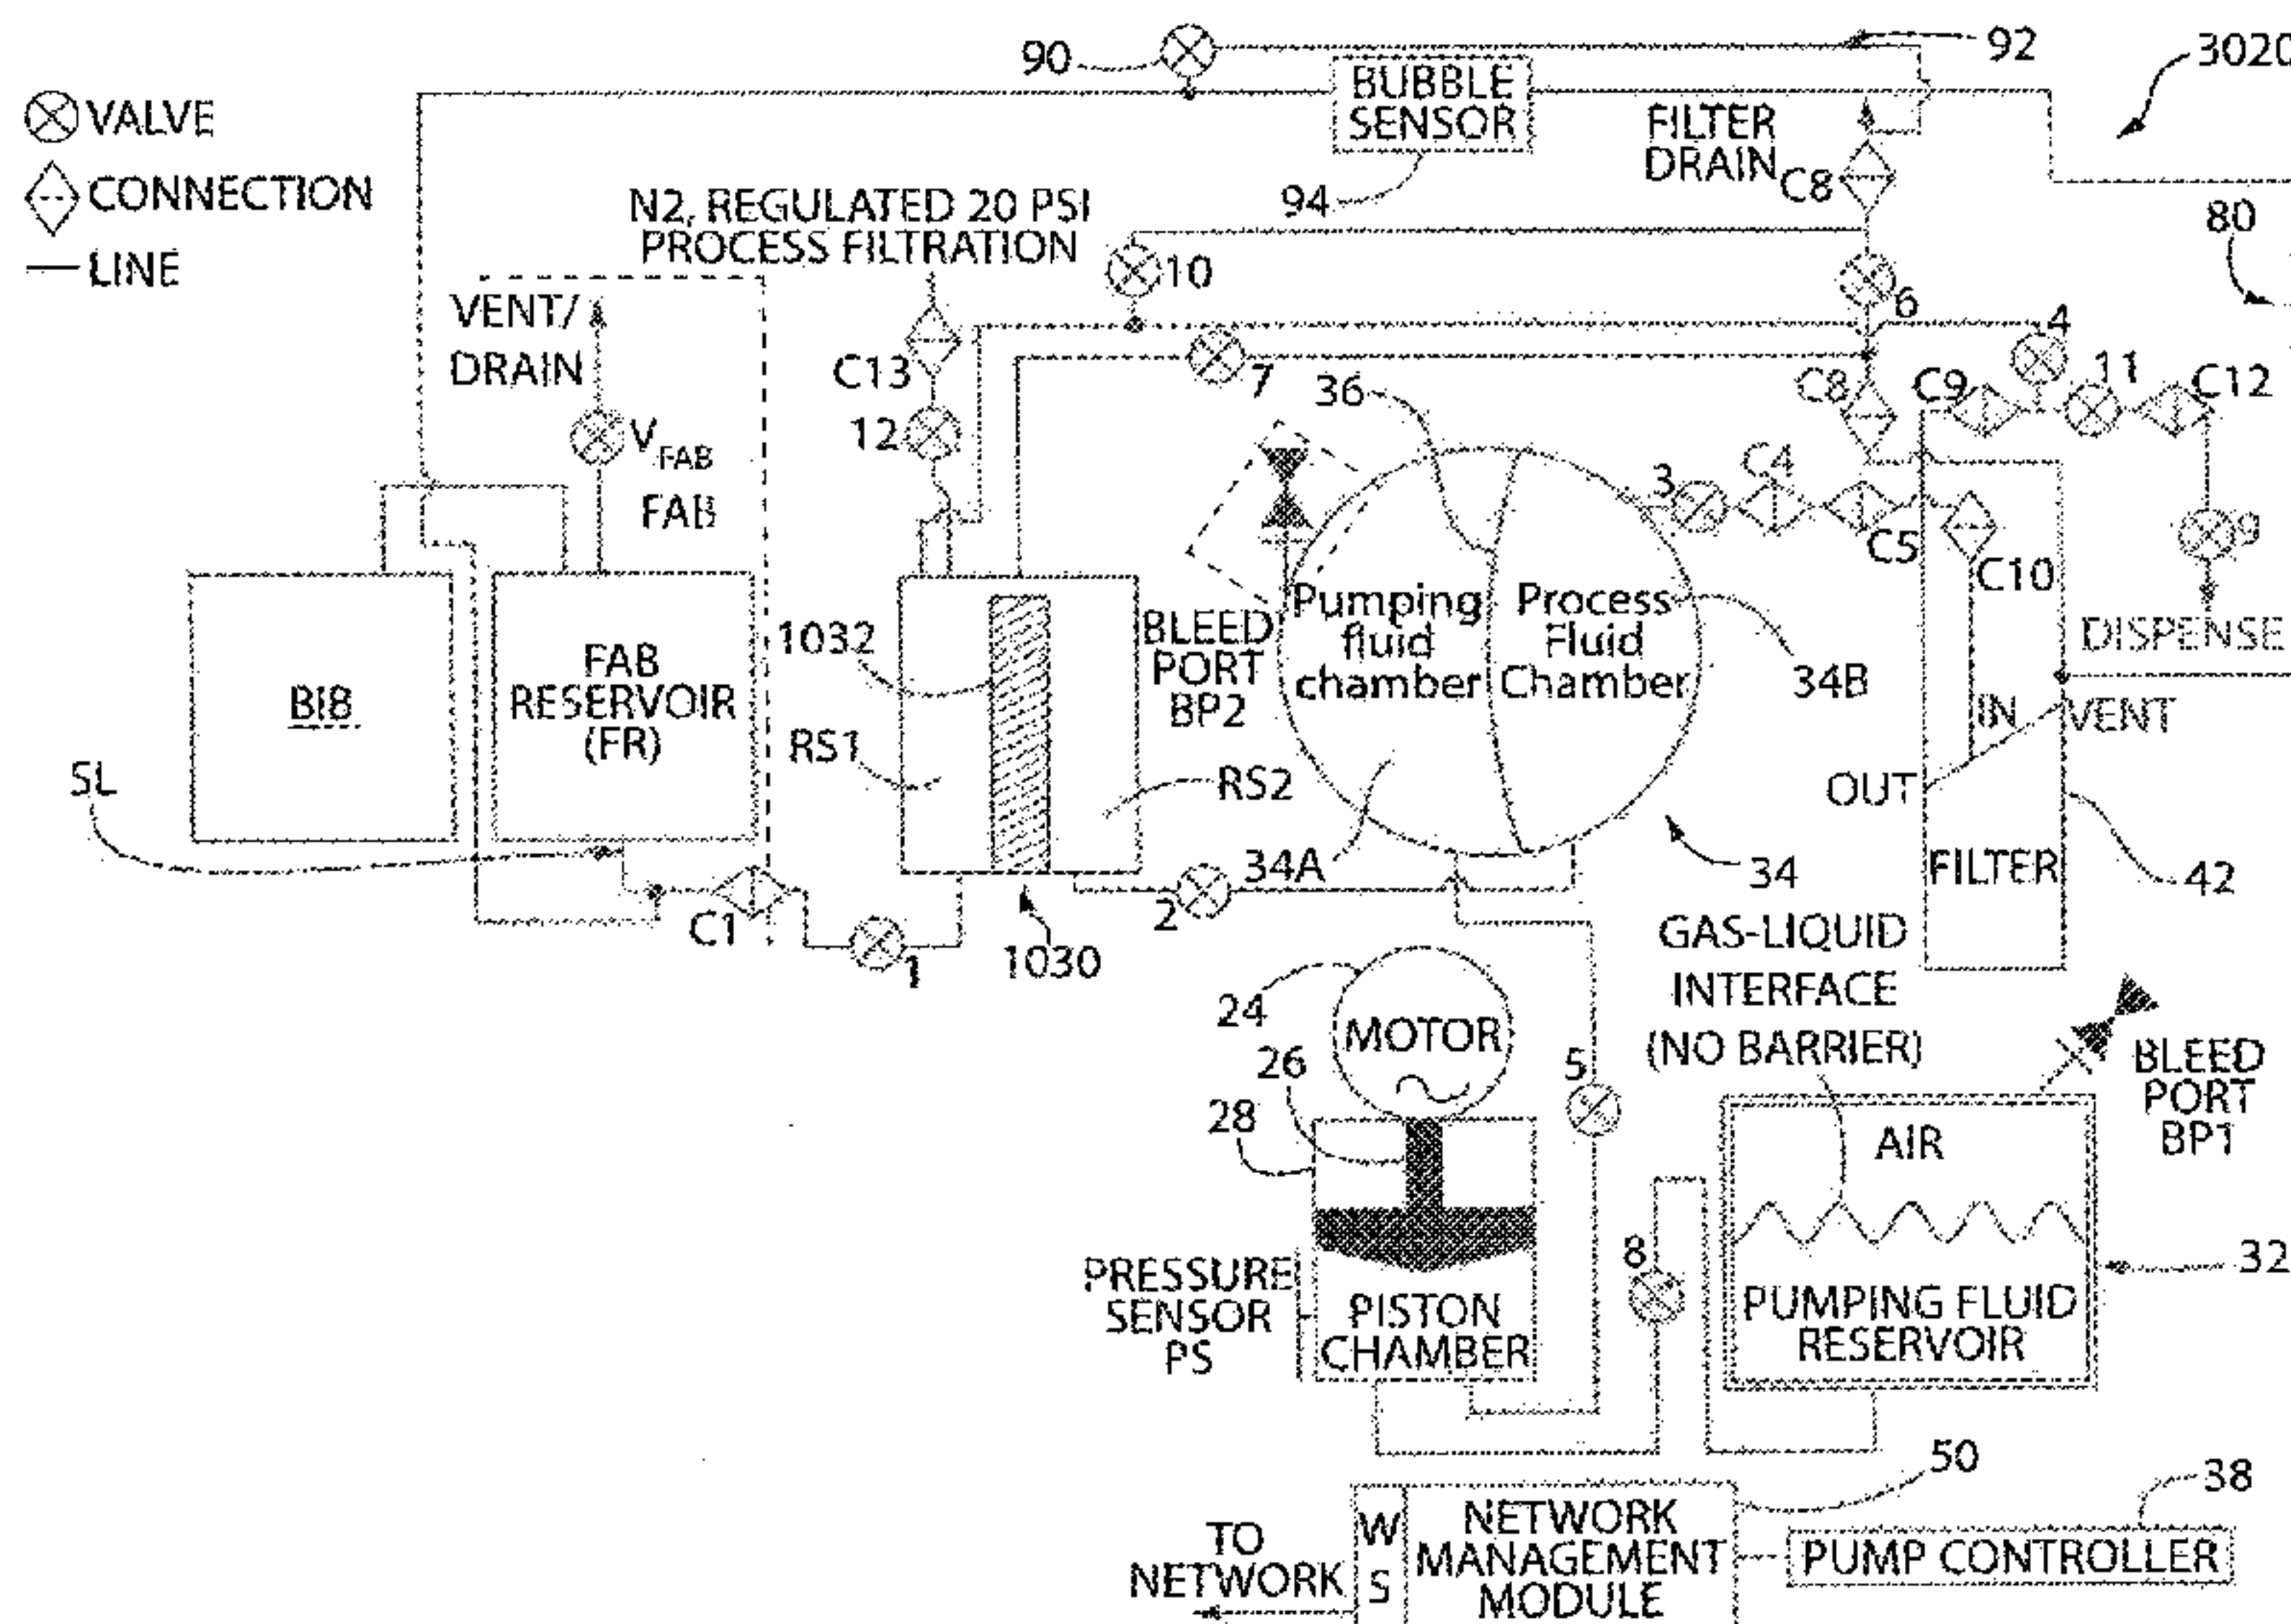 90
92
3020
VALVE
BUBBLE
SENSOR
FILTER
DRAIN
C8
CONNECTION
94
80
N2, REGULATED 20 PSI
PROCESS FILTRATION
LINE
10
6
VENT/
DRAIN
4
C13
7
36
C8
C9
11
C12
VFAB
FAB
12
3
C4
C5
9
C10
1032
BLEED
PORT
BP2
Pumping
fluid
chamber
Process
Fluid
Chamber
34B
DISPENSE
BIB
FAB
RESERVOIR
(FR)
RS1
RS2
IN
VENT
OUT
SL
34A
34
FILTER
42
C1
1
2
1030
GAS-LIQUID
INTERFACE
(NO BARRIER)
24
MOTOR
26
5
BLEED
PORT
BP1
28
AIR
8
32
PRESSURE
SENSOR
PS
PISTON
CHAMBER
PUMPING FLUID
RESERVOIR
50
38
TO
NETWORK
W
S
NETWORK
MANAGEMENT
MODULE
PUMP CONTROLLER